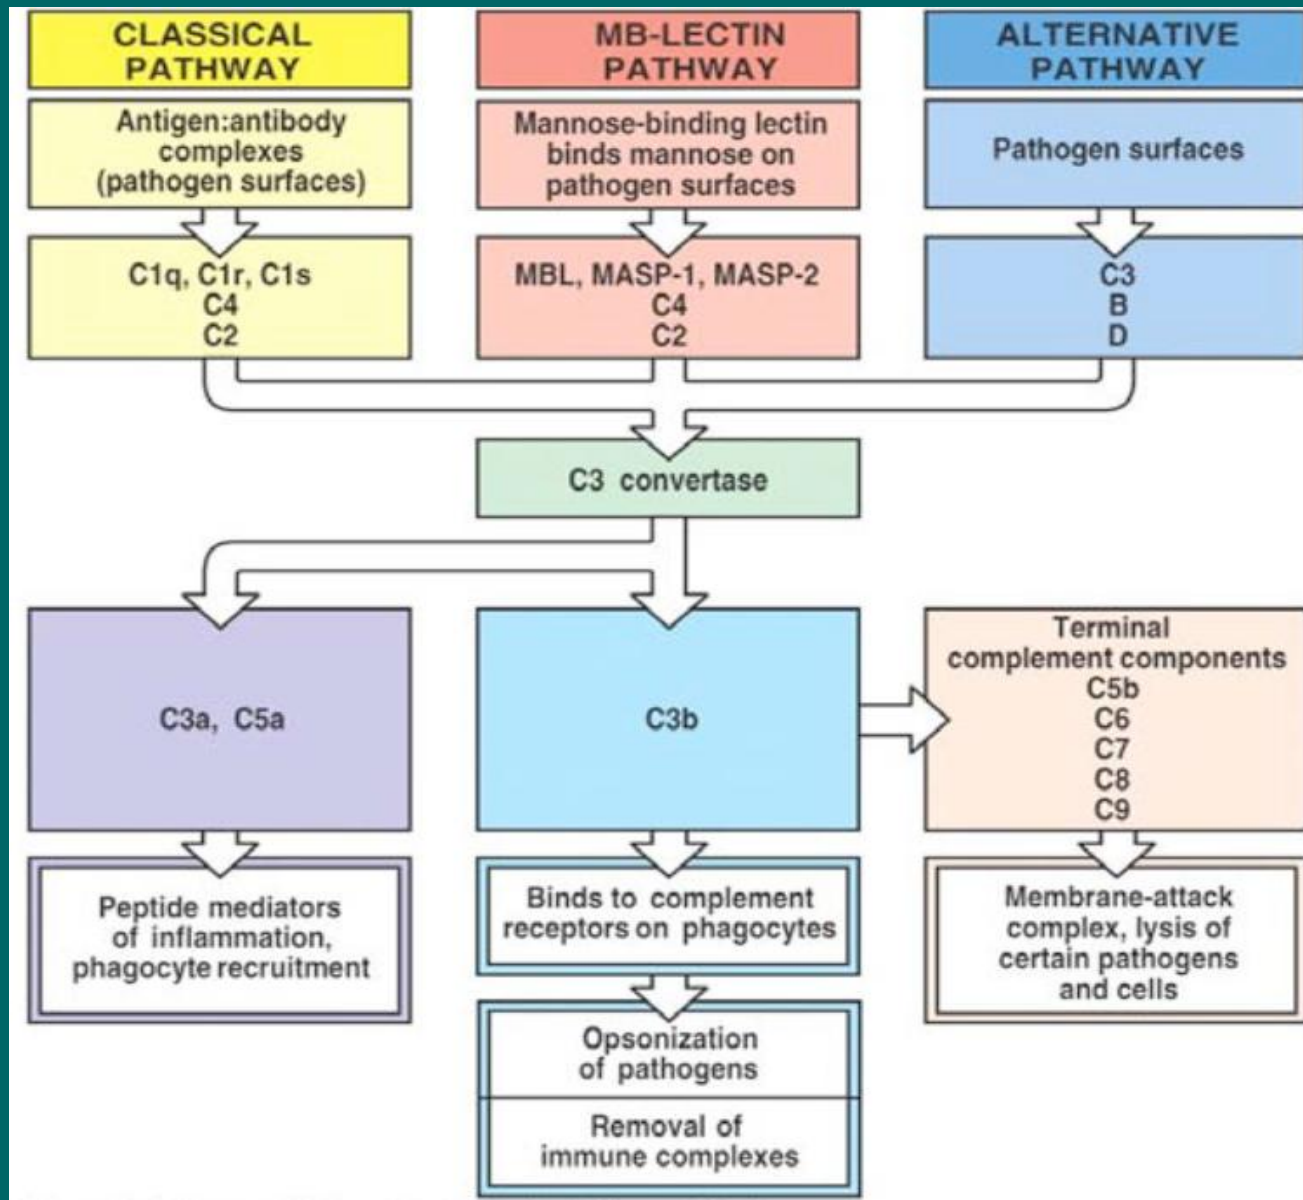 CLASSICAL
PATHWAY
MB-LECTIN
PATHWAY
ALTERNATIVE
PATHWAY
Antigen:antibody
complexes
(pathogen surfaces)
Mannose-binding lectin
binds mannose on
pathogen surfaces
Pathogen surfaces
C1q, C1r, C1s
C4
C2
MBL, MASP-1, MASP-2
C4
C2
C3
B
D
C3 convertase
C3a, C5a
C3b
Terminal
complement components
C5b
C6
C7
C8
C9
Peptide mediators
of inflammation,
phagocyte recruitment
Binds to complement
receptors on phagocytes
Membrane-attack
complex, lysis of
certain pathogens
and cells
Opsonization
of pathogens
Removal of
immune complexes